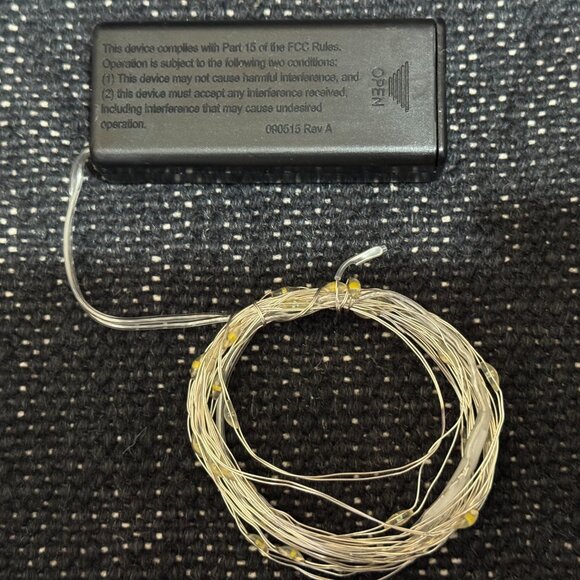 This device complies with Part 15 of the FCC Rules.
Operation is subject to the following two conditions:
(1) This device may not cause harmful interference, and
(2) this device must accept any interference received,
including interference that may cause undesired
operation.
090515 Rev A
OPEN